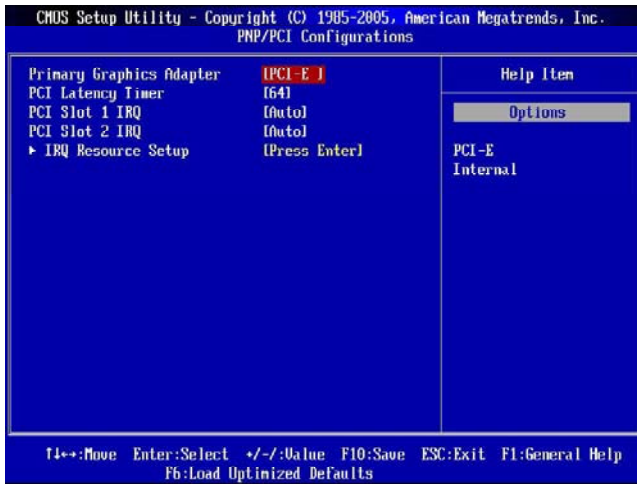 CMOS Setup Utility - Copyright (C) 1985-2005, American Megatrends, Inc.
PNP/PCI Configurations
Primary Graphics Adapter [PCI-E ]
PCI Latency Timer [64]
PCI Slot 1 IRQ [Auto]
PCI Slot 2 IRQ [Auto]
▶ IRQ Resource Setup [Press Enter]
Help Item
Options
PCI-E
Internal
↑↓←→:Move Enter:Select +/-/:Value F10:Save ESC:Exit F1:General Help
F6:Load Optimized Defaults